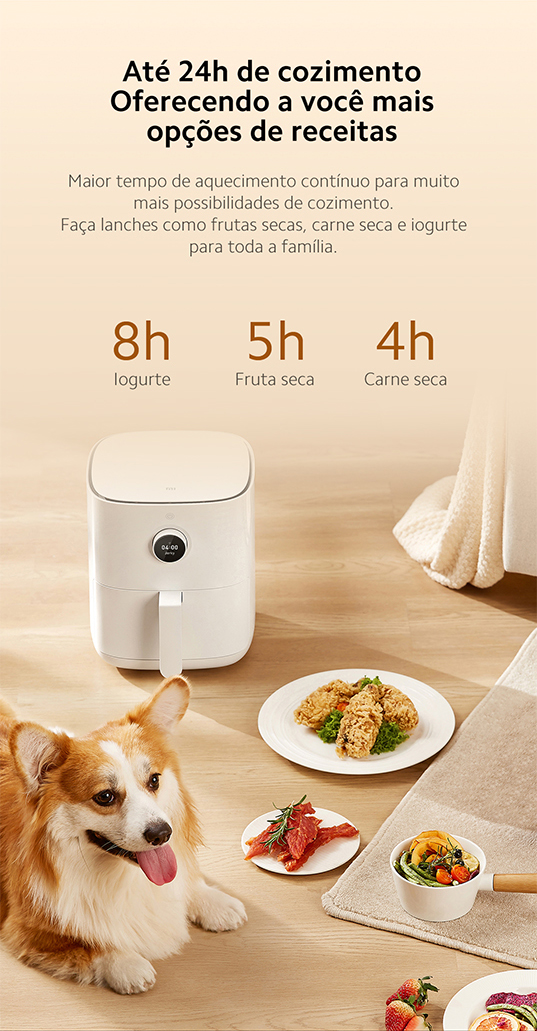 Até 24h de cozimento
Oferecendo a você mais
opções de receitas
Maior tempo de aquecimento contínuo para muito
mais possibilidades de cozimento.
Faça lanches como frutas secas, carne seca e iogurte
para toda a família.
8h 5h 4h
Iogurte Fruta seca Carne seca
04:00
Jerky